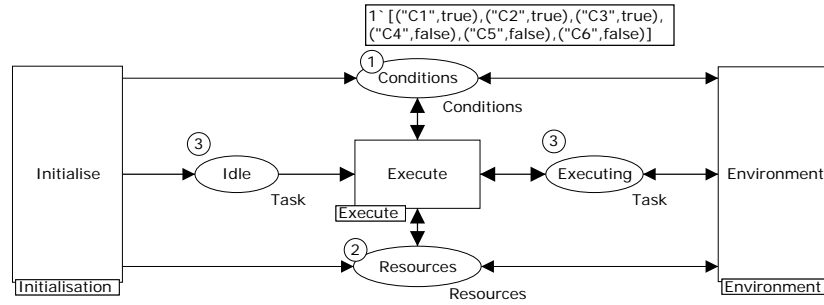 1`[("C1",true),("C2",true),("C3",true),
("C4",false),("C5",false),("C6",false)]
1
Conditions
Conditions
3
3
Initialise
Idle
Execute
Executing
Environment
Task
Task
Execute
2
Resources
Initialisation
Environment
Resources